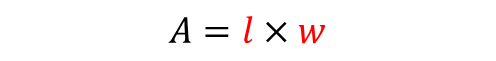 A = l × w